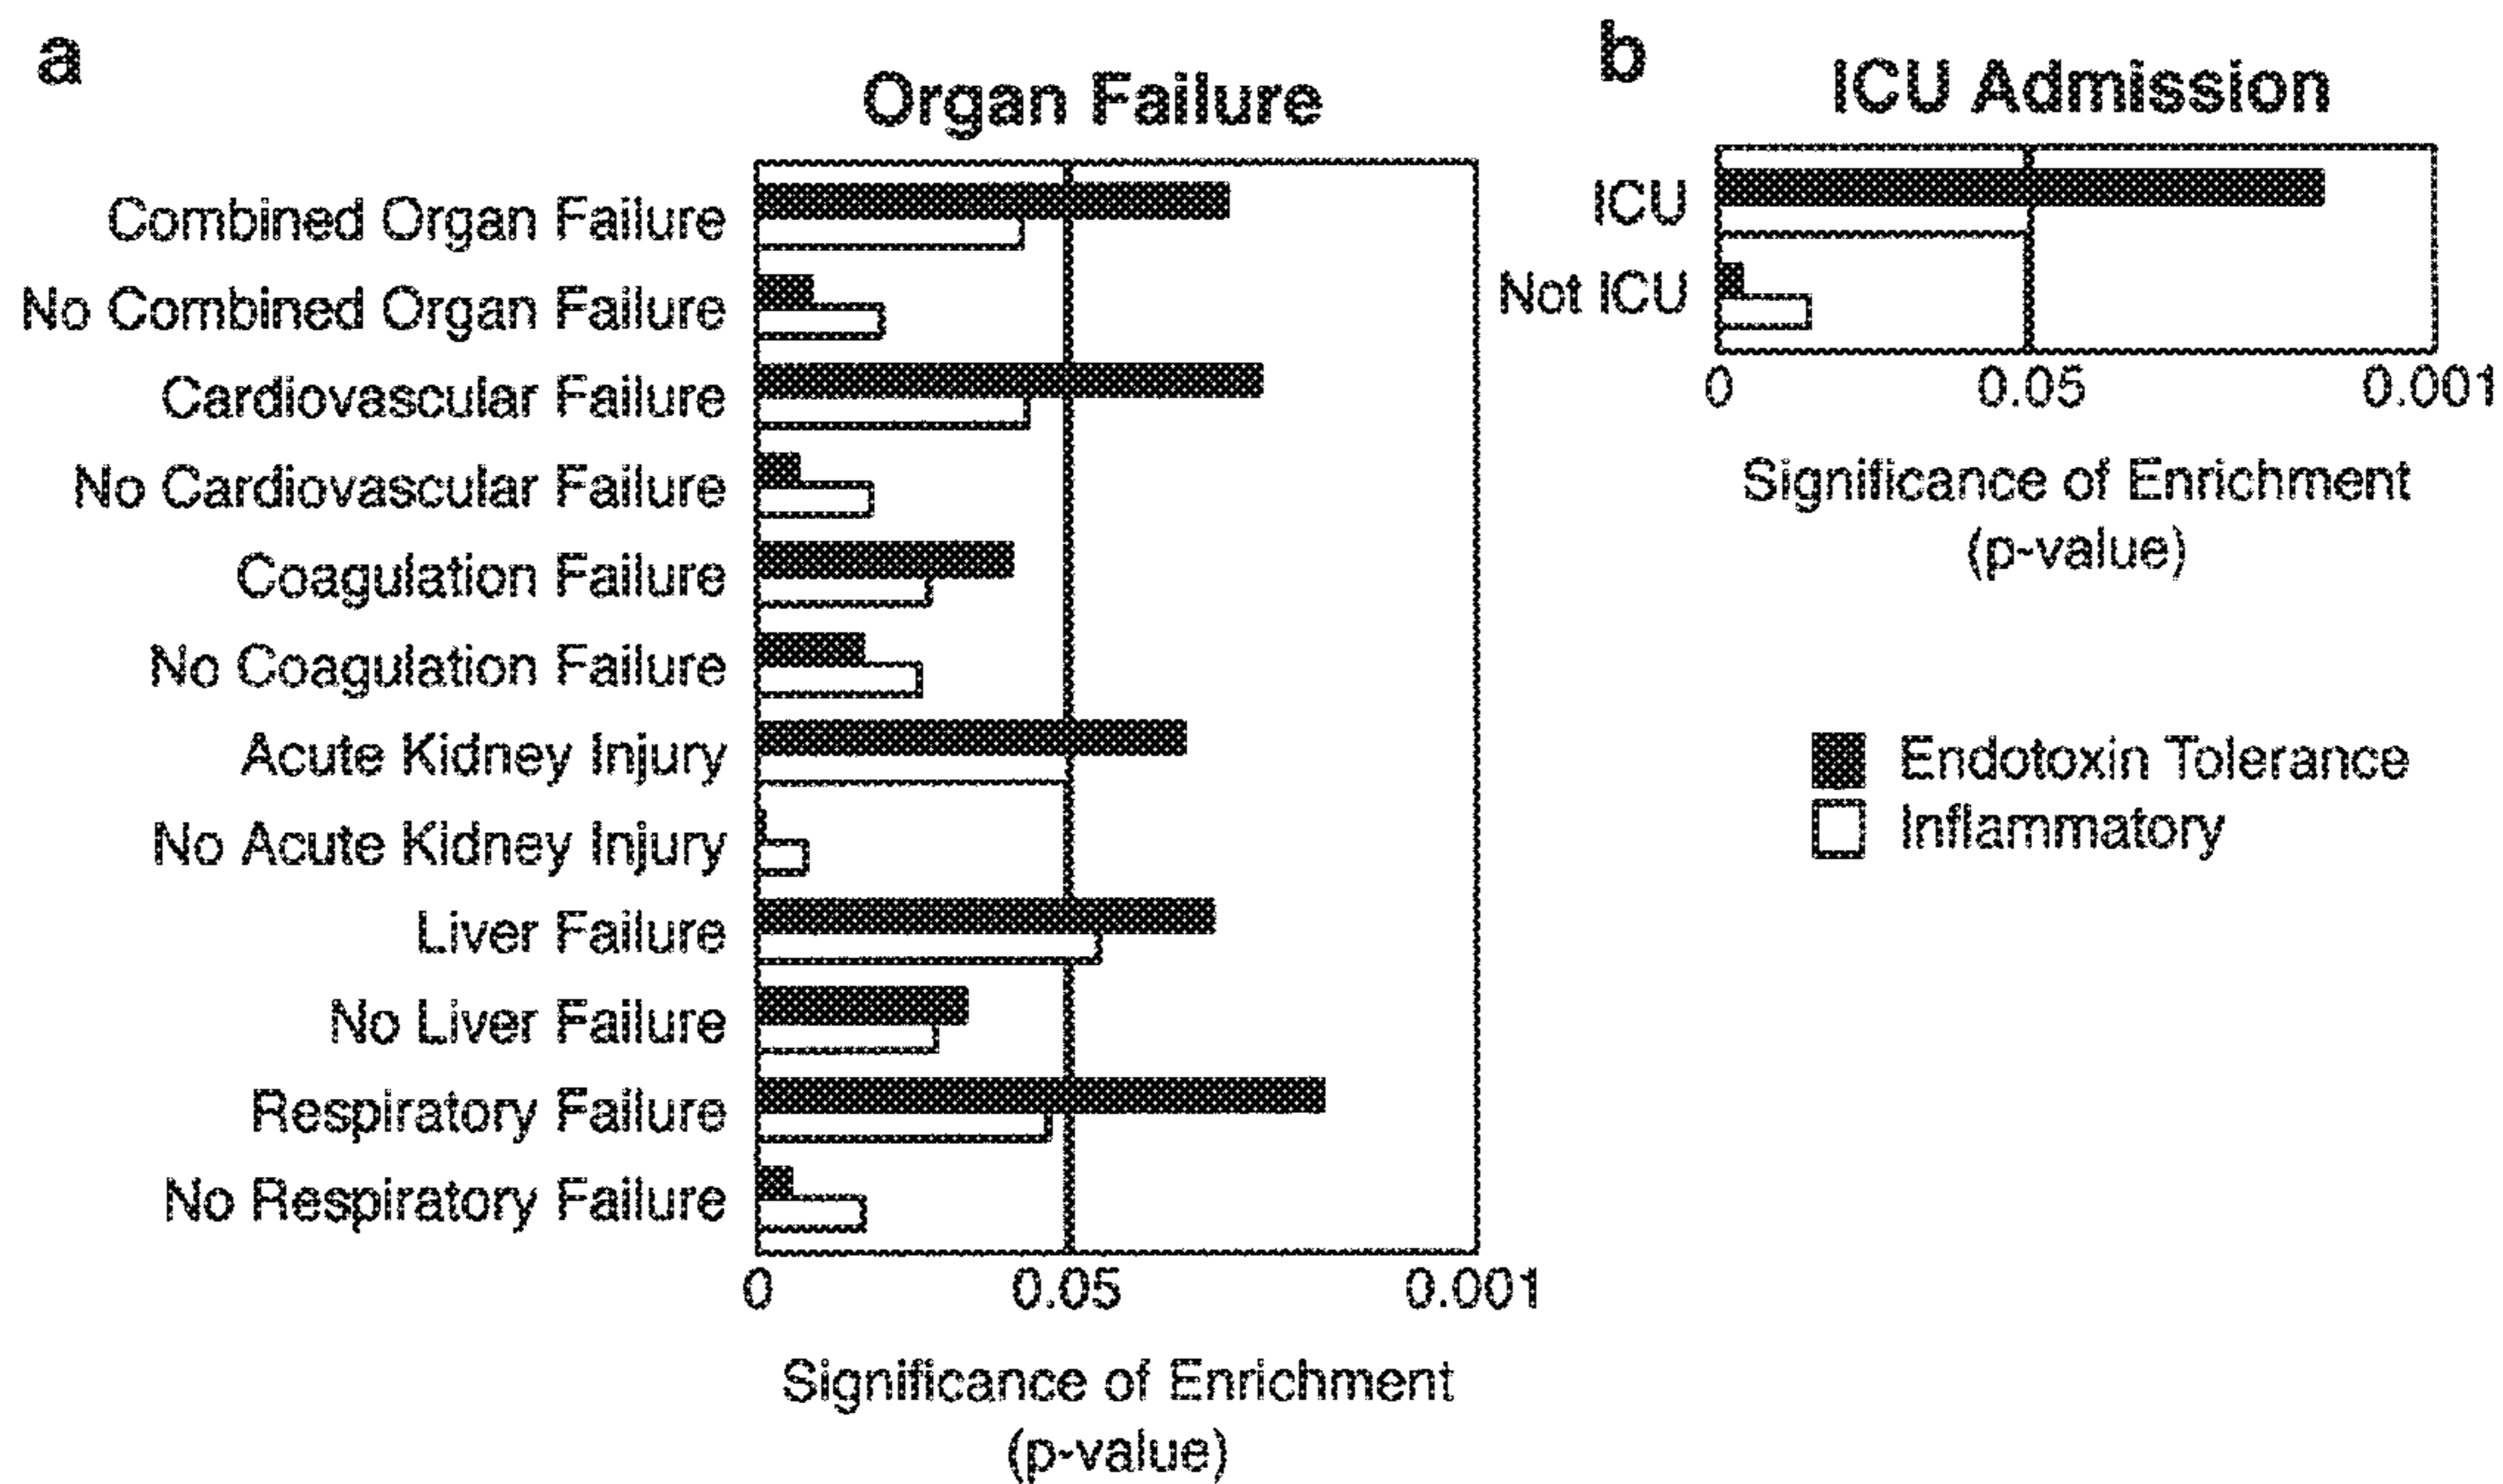 a
Organ Failure
Combined Organ Failure
No Combined Organ Failure
Cardiovascular Failure
No Cardiovascular Failure
Coagulation Failure
No Coagulation Failure
Acute Kidney Injury
No Acute Kidney Injury
Liver Failure
No Liver Failure
Respiratory Failure
No Respiratory Failure
0 0.05 0.001
Significance of Enrichment
(p-value)
b
ICU Admission
ICU
Not ICU
0 0.05 0.001
Significance of Enrichment
(p-value)
Endotoxin Tolerance
Inflammatory